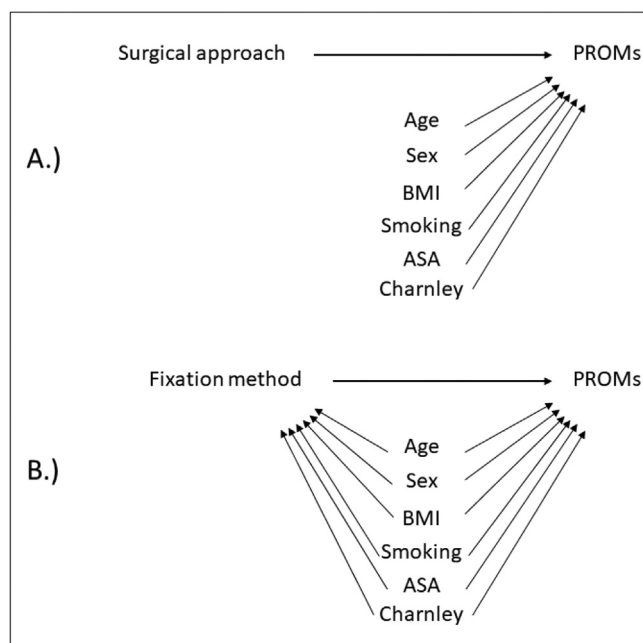 Surgical approach PROMs
Age
Sex
A.)
BMI
Smoking
ASA
Charnley
Fixation method PROMs
Age
Sex
B.)
BMI
Smoking
ASA
Charnley